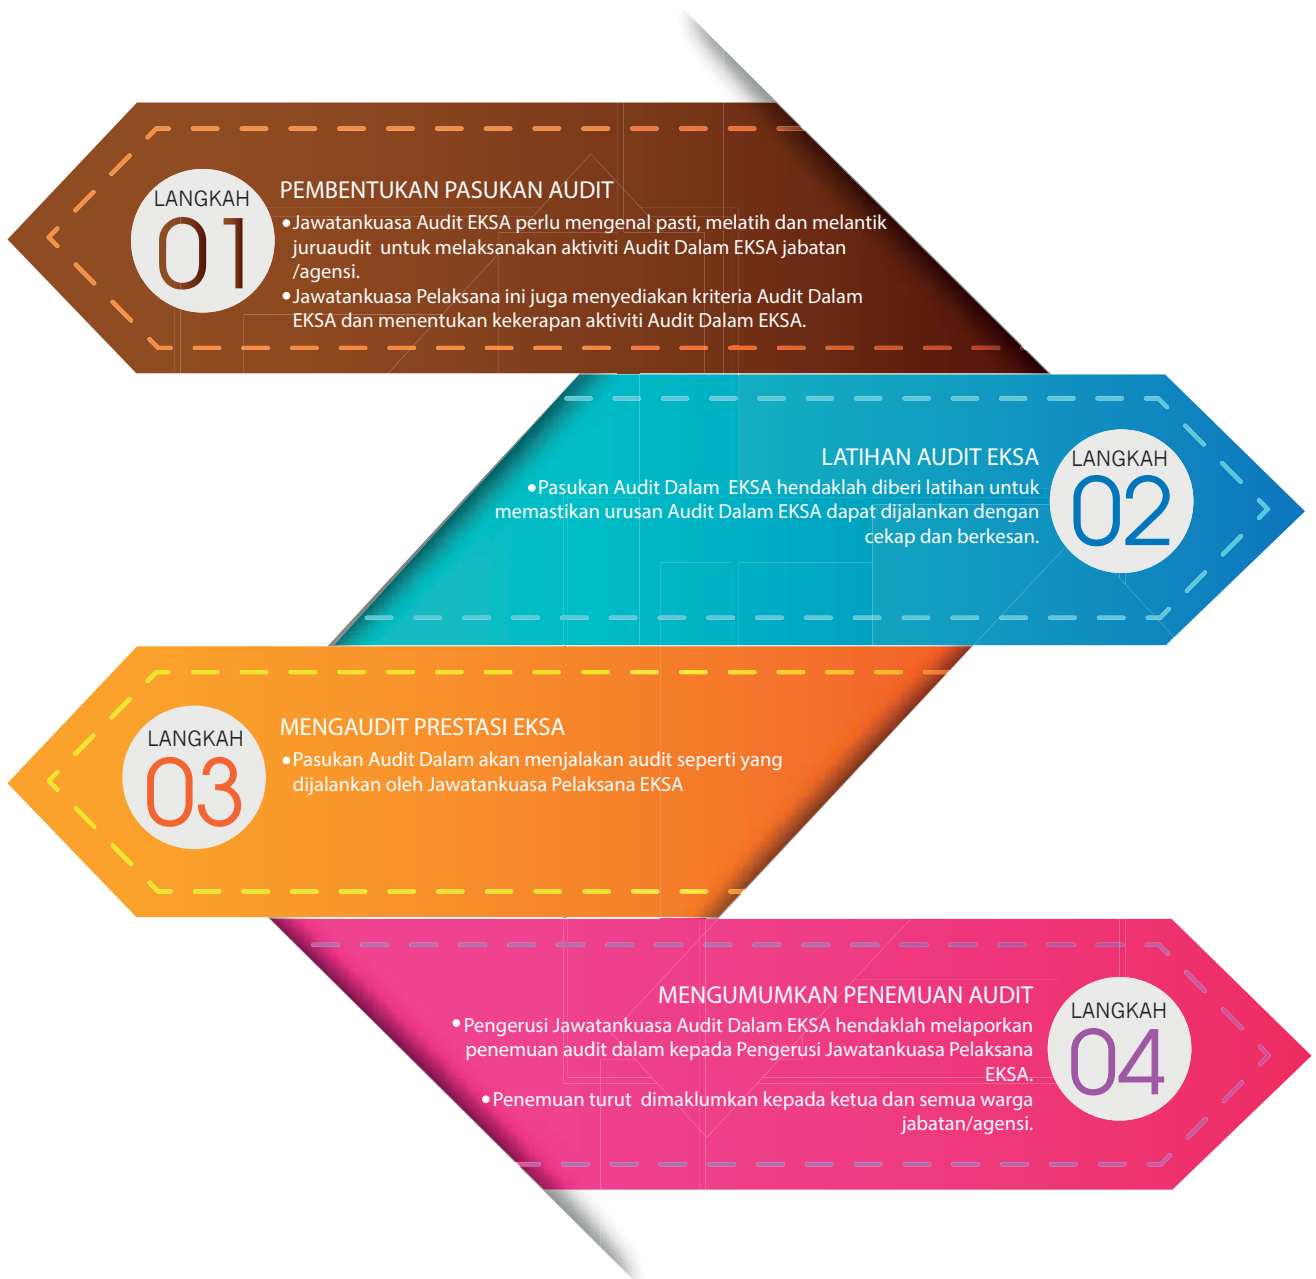 LANGKAH
01
PEMBENTUKAN PASUKAN AUDIT
•Jawatankuasa Audit EKSA perlu mengenal pasti, melatih dan melantik
juruaudit untuk melaksanakan aktiviti Audit Dalam EKSA jabatan
/agensi.
•Jawatankuasa Pelaksana ini juga menyediakan kriteria Audit Dalam
EKSA dan menentukan kekerapan aktiviti Audit Dalam EKSA.
LATIHAN AUDIT EKSA
•Pasukan Audit Dalam EKSA hendaklah diberi latihan untuk
memastikan urusan Audit Dalam EKSA dapat dijalankan dengan
cekap dan berkesan.
LANGKAH
02
LANGKAH
03
MENGAUDIT PRESTASI EKSA
•Pasukan Audit Dalam akan menjalakan audit seperti yang
dijalankan oleh Jawatankuasa Pelaksana EKSA
MENGUMUMKAN PENEMUAN AUDIT
•Pengerusi Jawatankuasa Audit Dalam EKSA hendaklah melaporkan
penemuan audit dalam kepada Pengerusi Jawatankuasa Pelaksana
EKSA.
•Penemuan turut dimaklumkan kepada ketua dan semua warga
jabatan/agensi.
LANGKAH
04